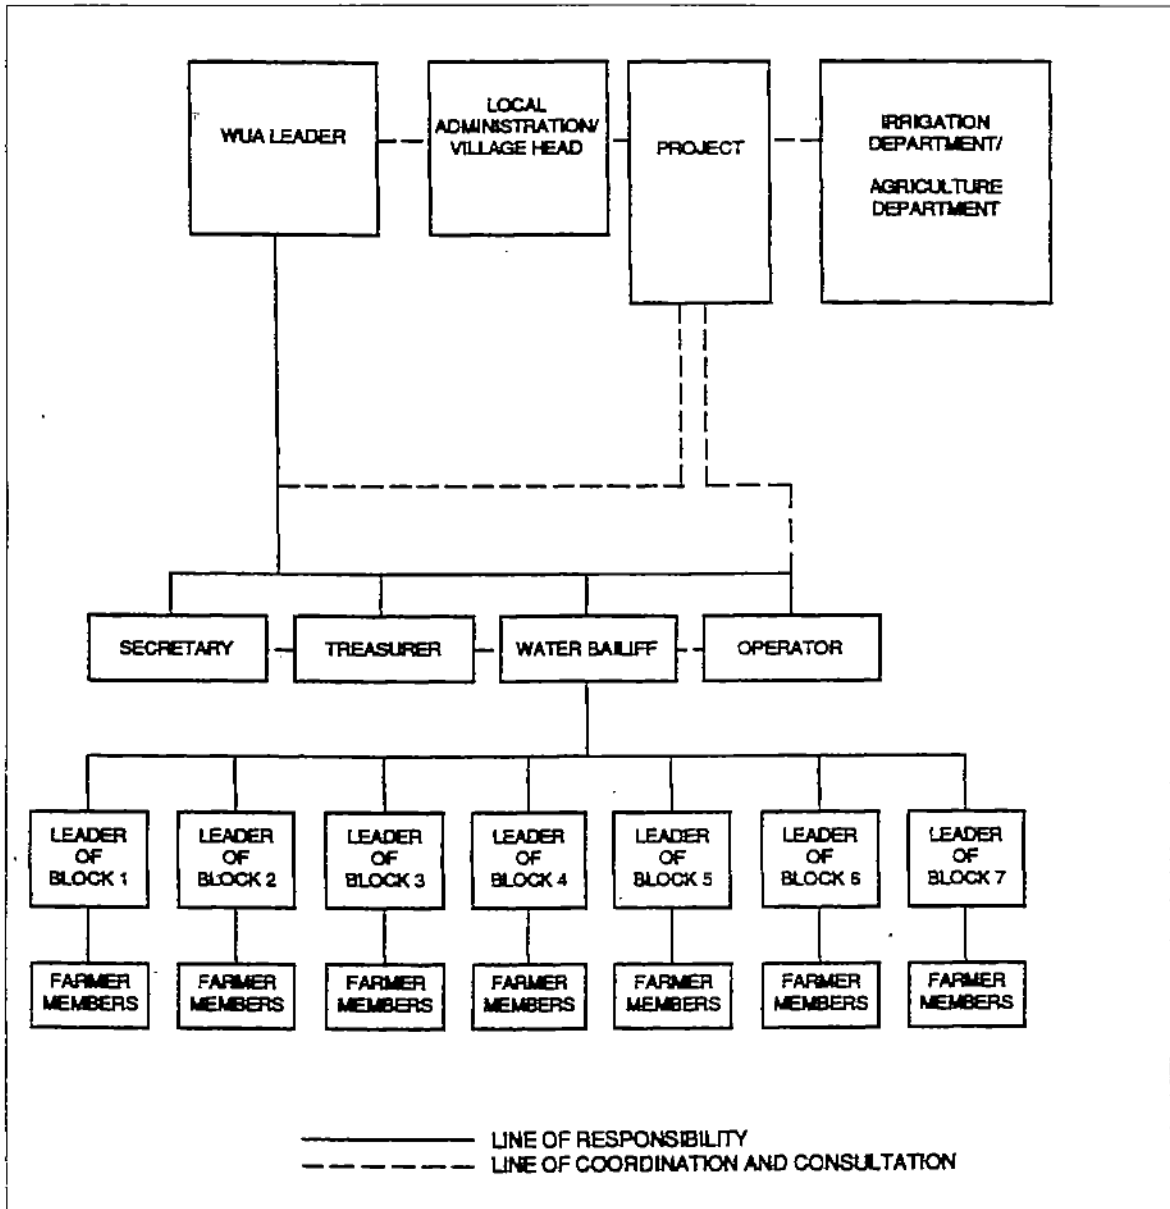 WUA LEADER
LOCAL
ADMINISTRATION/
VILLAGE HEAD
PROJECT
IRRIGATION
DEPARTMENT/
AGRICULTURE
DEPARTMENT
SECRETARY
TREASURER
WATER BAILIFF
OPERATOR
LEADER
OF
BLOCK 1
LEADER
OF
BLOCK 2
LEADER
OF
BLOCK 3
LEADER
OF
BLOCK 4
LEADER
OF
BLOCK 5
LEADER
OF
BLOCK 6
LEADER
OF
BLOCK 7
FARMER
MEMBERS
FARMER
MEMBERS
FARMER
MEMBERS
FARMER
MEMBERS
FARMER
MEMBERS
FARMER
MEMBERS
FARMER
MEMBERS
LINE OF RESPONSIBILITY
LINE OF COORDINATION AND CONSULTATION